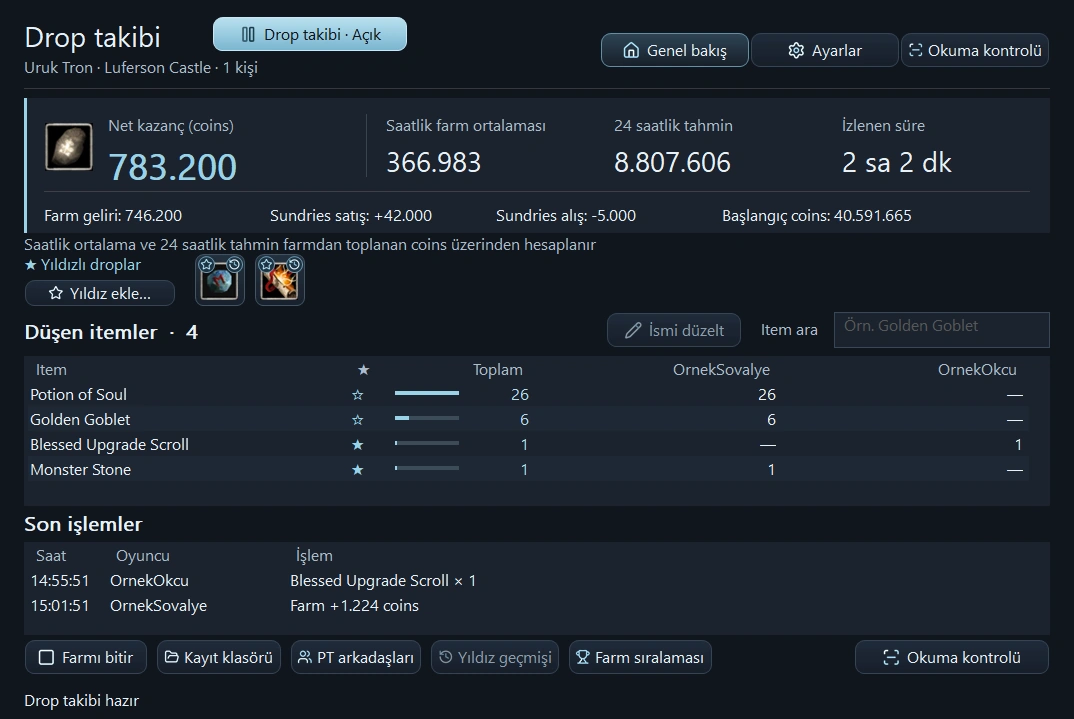 Drop takibi
Drop takibi · Açık
Uruk Tron · Luferson Castle · 1 kişi
Genel bakış
Ayarlar
Okuma kontrolü
Net kazanç (coins)
783.200
Saatlik farm ortalaması
366.983
24 saatlik tahmin
8.807.606
İzlenen süre
2 sa 2 dk
Farm geliri: 746.200
Sundries satış: +42.000
Sundries alış: -5.000
Başlangıç coins: 40.591.665
Saatlik ortalama ve 24 saatlik tahmin farmdan toplanan coins üzerinden hesaplanır
★ Yıldızlı droplar
Yıldız ekle...
Düşen itemler · 4
İsmi düzelt
Item ara
Örn. Golden Goblet
Item ★ Toplam OrnekSovalye OrnekOkcu
Potion of Soul ☆ 26 26 —
Golden Goblet ☆ 6 6 —
Blessed Upgrade Scroll ★ 1 — 1
Monster Stone ★ 1 1 —
Son işlemler
Saat Oyuncu İşlem
14:55:51 OrnekOkcu Blessed Upgrade Scroll × 1
15:01:51 OrnekSovalye Farm +1.224 coins
Farmı bitir
Kayıt klasörü
PT arkadaşları
Yıldız geçmişi
Farm sıralaması
Okuma kontrolü
Drop takibi hazır